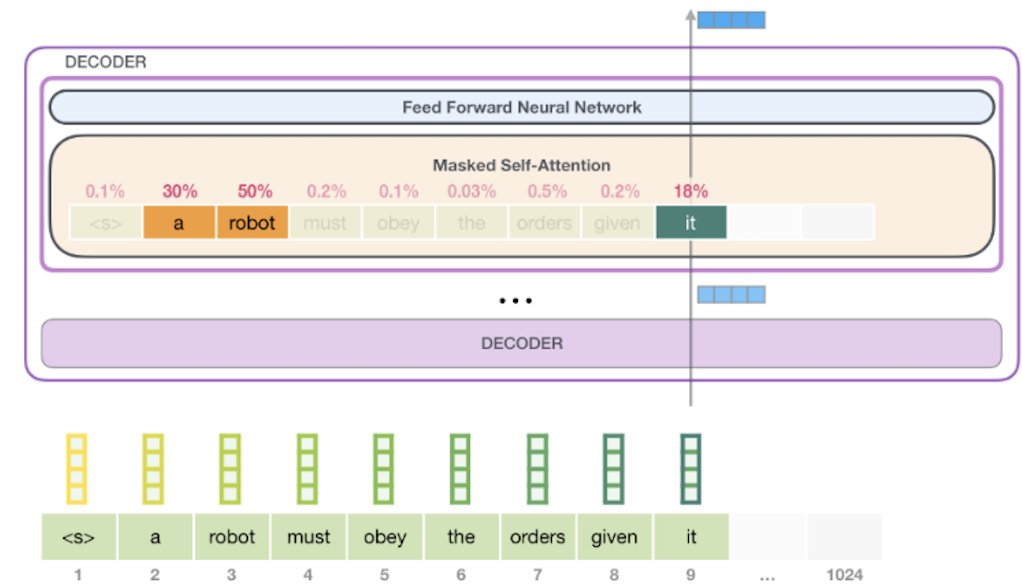 DECODER
Feed Forward Neural Network
Masked Self-Attention
0.1% 30% 50% 0.2% 0.1% 0.03% 0.5% 0.2% 18%
<s> a robot must obey the orders given it
...
DECODER
<s> a robot must obey the orders given it
1 2 3 4 5 6 7 8 9 ... 1024